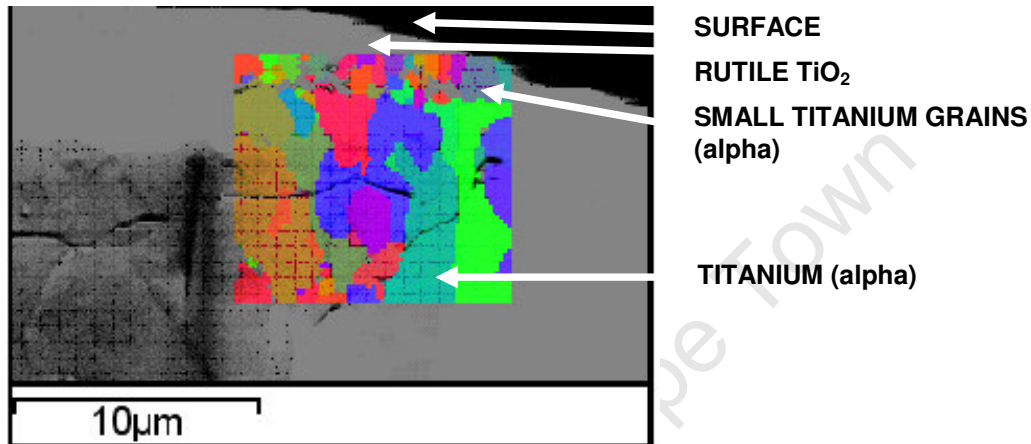 SURFACE
RUTILE TiO₂
SMALL TITANIUM GRAINS
(alpha)
TITANIUM (alpha)
10µm